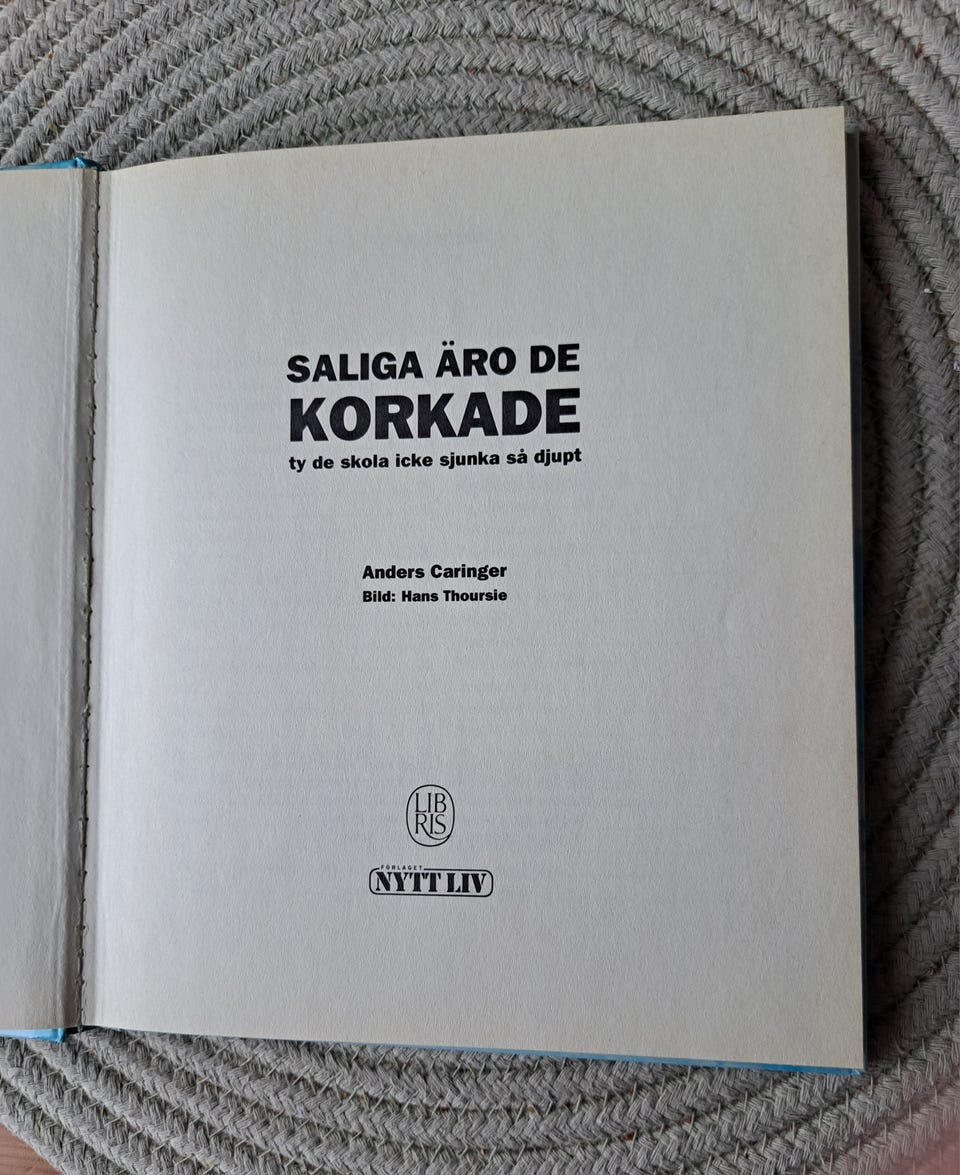 SALIGA ÄRO DE
KORKADE
ty de skola icke sjunka så djupt
Anders Caringer
Bild: Hans Thoursie
LIB
RIS
FÖRLAGET
NYTT LIV